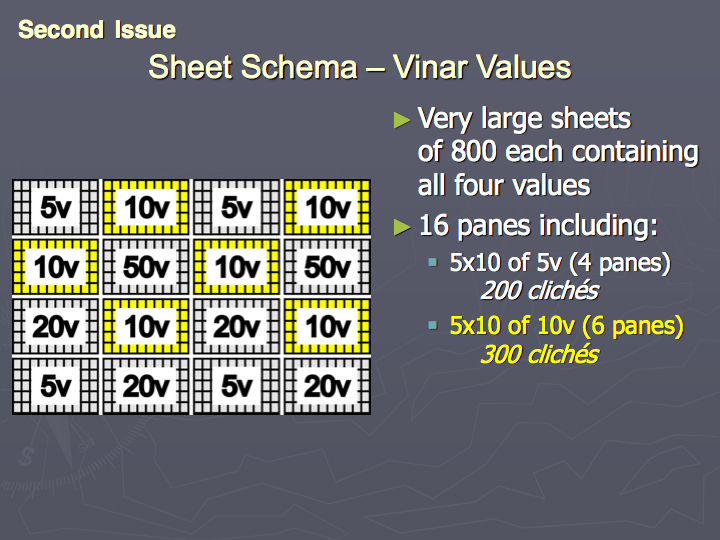 Second Issue
Sheet Schema – Vinar Values
5v 10v 5v 10v
10v 50v 10v 50v
20v 10v 20v 10v
5v 20v 5v 20v
► Very large sheets
of 800 each containing
all four values
► 16 panes including:
▪ 5x10 of 5v (4 panes)
200 clichés
▪ 5x10 of 10v (6 panes)
300 clichés